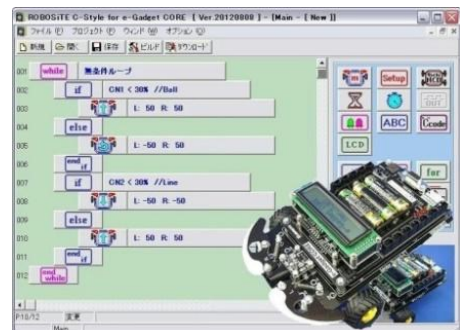 ROBOSiTE C-Style for e-Gadget CORE [ Ver.20120808 ] - [Main - [ New ]]
ファイル(F) プロジェクト(P) ウィンド(W) オプション(O)
新規 開く 保存 ビルド ダウンロード
001 while 無条件ループ
002 if CN1 < 30% //Ball
003 L: 50 R: 50
004 else
005 L: -50 R: 50
006 end if
007 if CN2 < 30% //Line
008 L: -50 R: -50
009 else
010 L: 50 R: 50
011 end if
012 end while
m Setup
OUT
ABC Ccode
LCD
for
P10/12 変更
Main